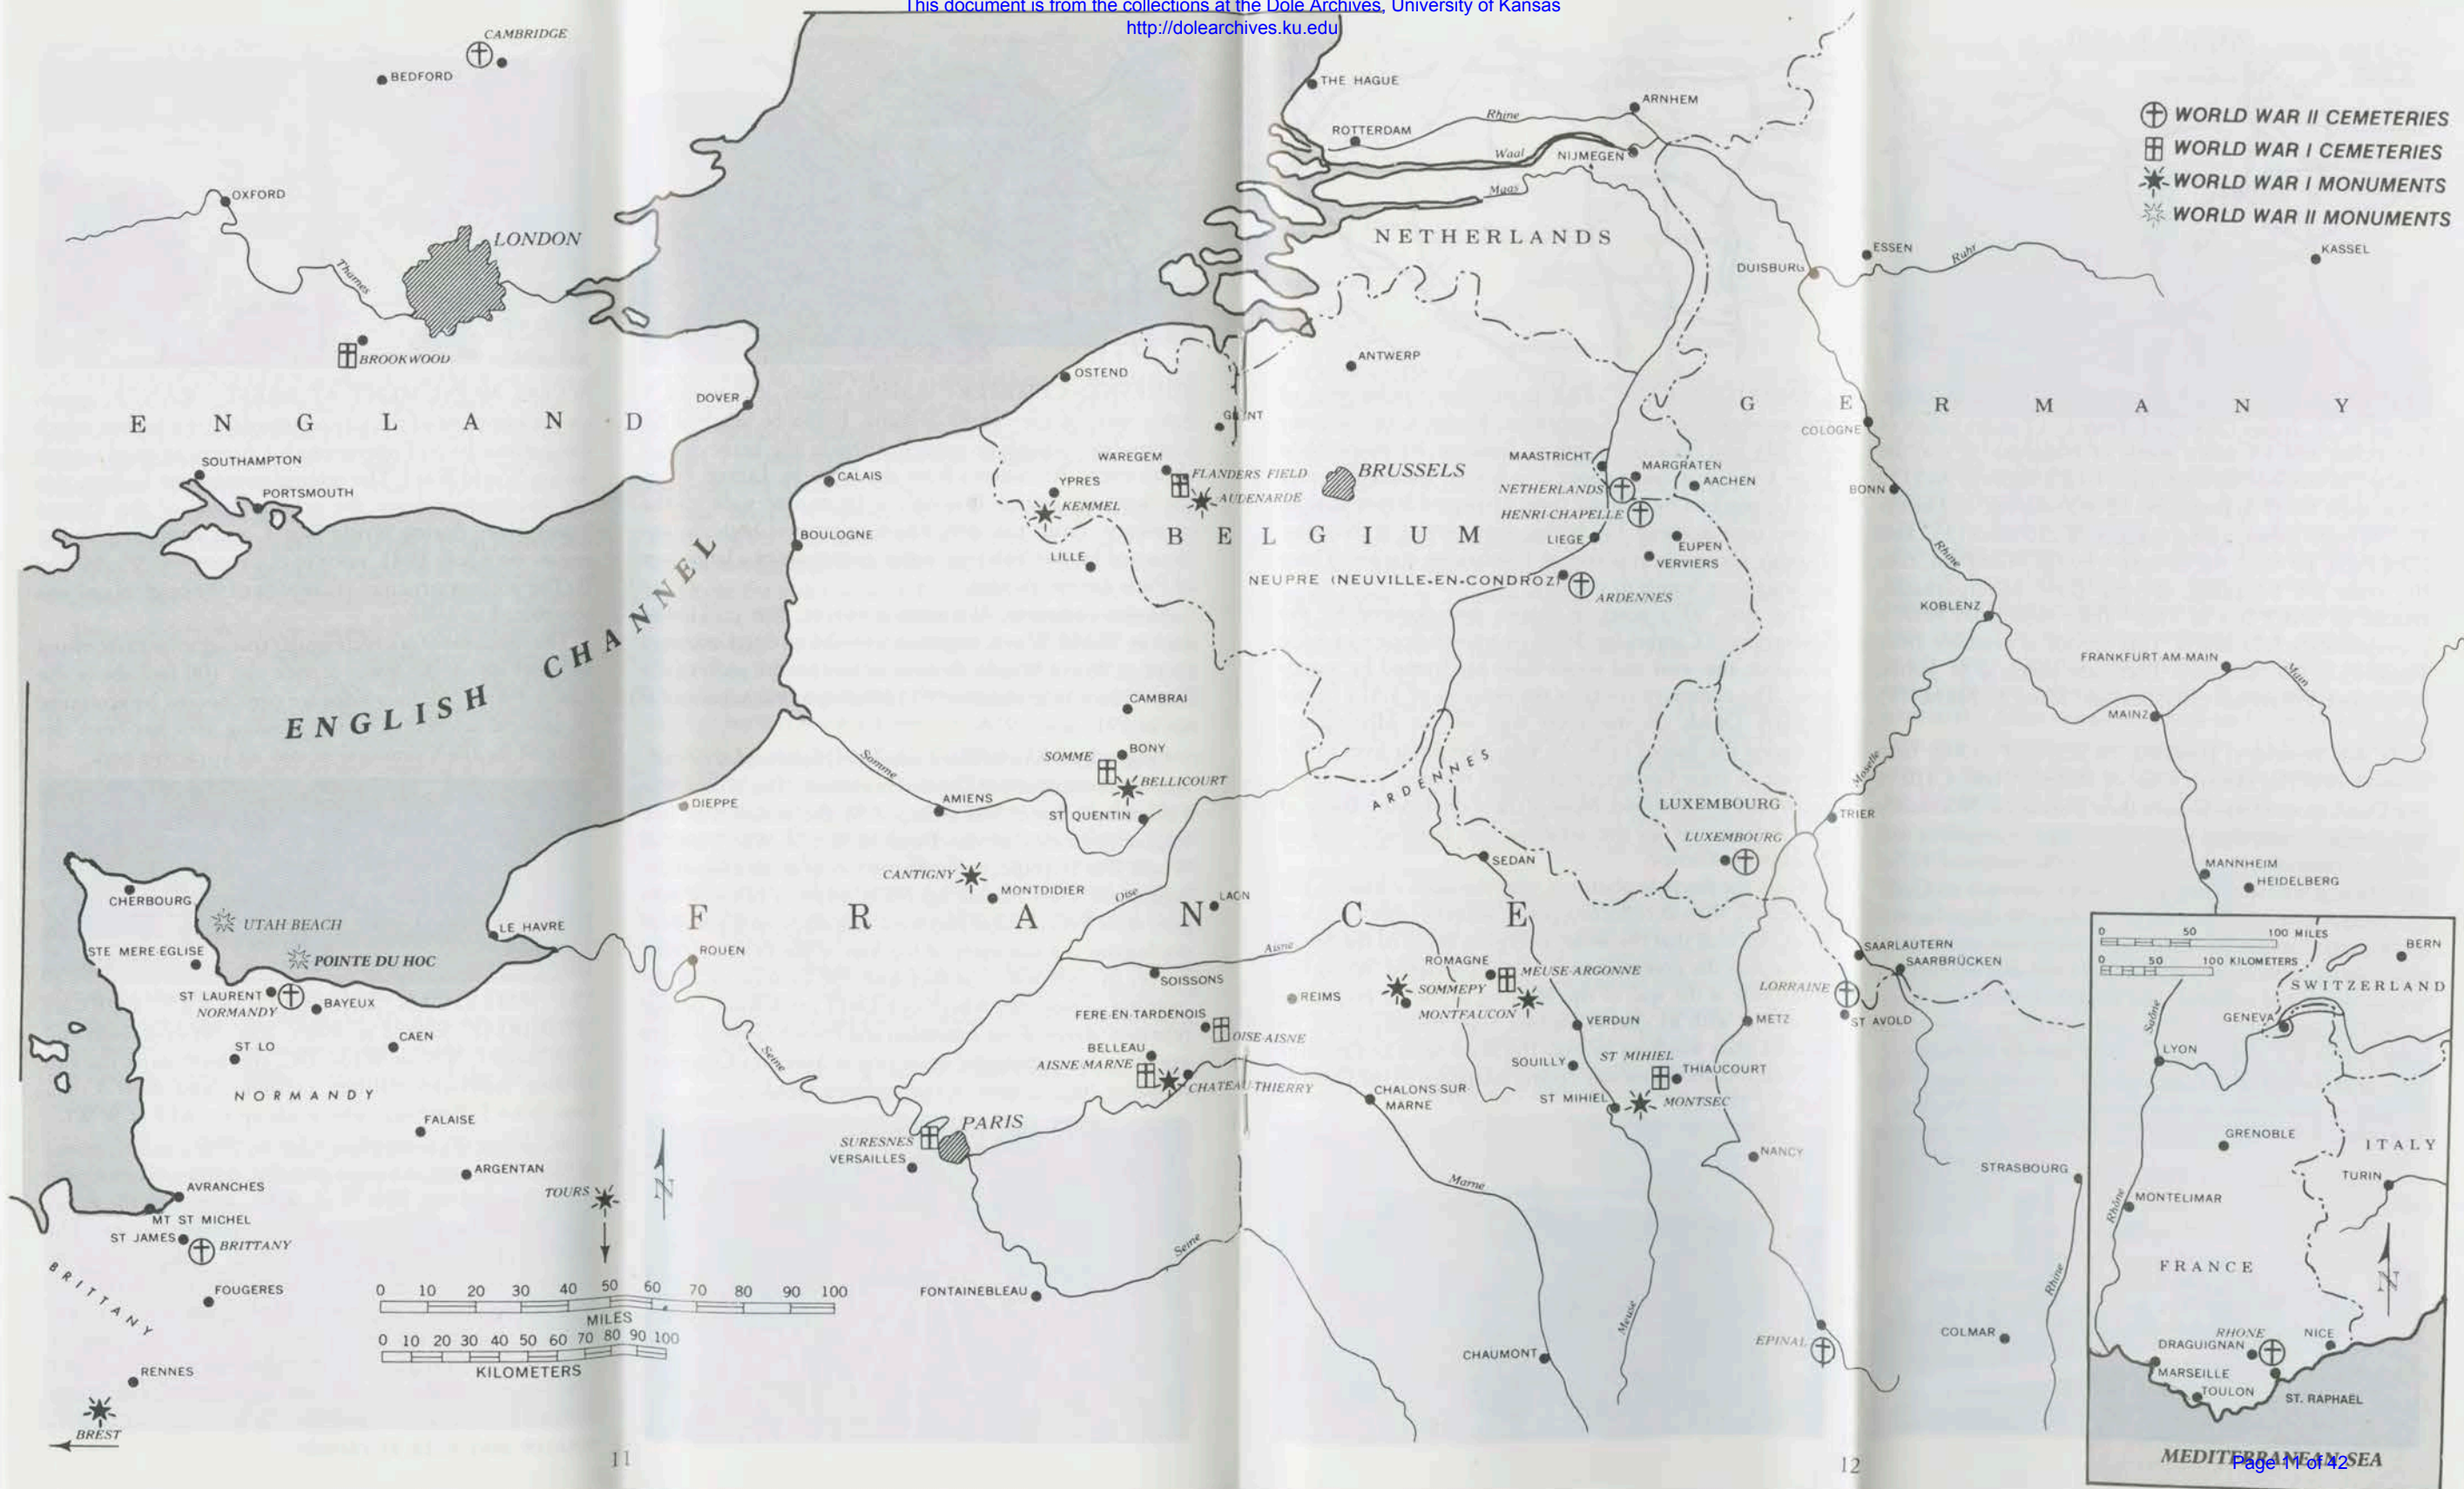 This document is from the collections at the Dole Archives, University of Kansas
http://dolearchives.ku.edu
CAMBRIDGE
BEDFORD
OXFORD
LONDON
Thames
BROOKWOOD
ENGLAND
DOVER
SOUTHAMPTON
PORTSMOUTH
ENGLISH CHANNEL
THE HAGUE
ROTTERDAM
Rhine
ARNHEM
Waal
NIJMEGEN
Maas
NETHERLANDS
WORLD WAR II CEMETERIES
WORLD WAR I CEMETERIES
WORLD WAR I MONUMENTS
WORLD WAR II MONUMENTS
DUISBURG
ESSEN
Ruhr
KASSEL
OSTEND
ANTWERP
GERMANY
COLOGNE
CALAIS
WAREGEM
FLANDERS FIELD
AUDENARDE
YPRES
KEMMEL
BRUSSELS
MAASTRICHT
MARGRATEN
NETHERLANDS
AACHEN
BONN
HENRI-CHAPELLE
BOULOGNE
BELGIUM
LIEGE
EUPEN
VERVIERS
LILLE
NEUPRE (NEUVILLE-EN-CONDROZ)
ARDENNES
Rhine
KOBLENZ
FRANKFURT-AM-MAIN
Main
MAINZ
CAMBRAI
SOMME
BONY
BELLICOURT
Somme
AMIENS
ST QUENTIN
DIEPPE
ARDENNES
Moselle
LUXEMBOURG
LUXEMBOURG
TRIER
SEDAN
MANNHEIM
HEIDELBERG
CANTIGNY
MONTDIDIER
Oise
LAON
FRANCE
CHERBOURG
UTAH BEACH
STE MERE-EGLISE
POINTE DU HOC
LE HAVRE
ROUEN
ST LAURENT
NORMANDY
BAYEUX
ST LO
CAEN
NORMANDY
FALAISE
ARGENTAN
AVRANCHES
MT ST MICHEL
ST JAMES
BRITTANY
BRITTANY
FOUGERES
RENNES
BREST
TOURS
N
Seine
Aisne
SOISSONS
REIMS
ROMAGNE
MEUSE-ARGONNE
SOMMEPY
MONTFAUCON
FERE-EN-TARDENOIS
OISE-AISNE
BELLEAU
AISNE-MARNE
CHATEAU-THIERRY
CHALONS-SUR-
MARNE
VERDUN
SOUILLY
ST MIHIEL
THIAUCOURT
ST MIHIEL
MONTSEC
LORRAINE
METZ
ST AVOLD
SAARLAUTERN
SAARBRÜCKEN
NANCY
STRASBOURG
PARIS
SURESNES
VERSAILLES
Marne
Seine
FONTAINEBLEAU
CHAUMONT
Meuse
EPINAL
COLMAR
Rhine
0 10 20 30 40 50 60 70 80 90 100
MILES
0 10 20 30 40 50 60 70 80 90 100
KILOMETERS
0 50 100 MILES
0 50 100 KILOMETERS
BERN
SWITZERLAND
Saône
GENEVA
LYON
GRENOBLE
ITALY
TURIN
Rhône
MONTELIMAR
FRANCE
N
RHONE
NICE
DRAGUIGNAN
MARSEILLE
TOULON
ST. RAPHAËL
MEDITERRANEAN SEA
Page 11 of 42
11
12